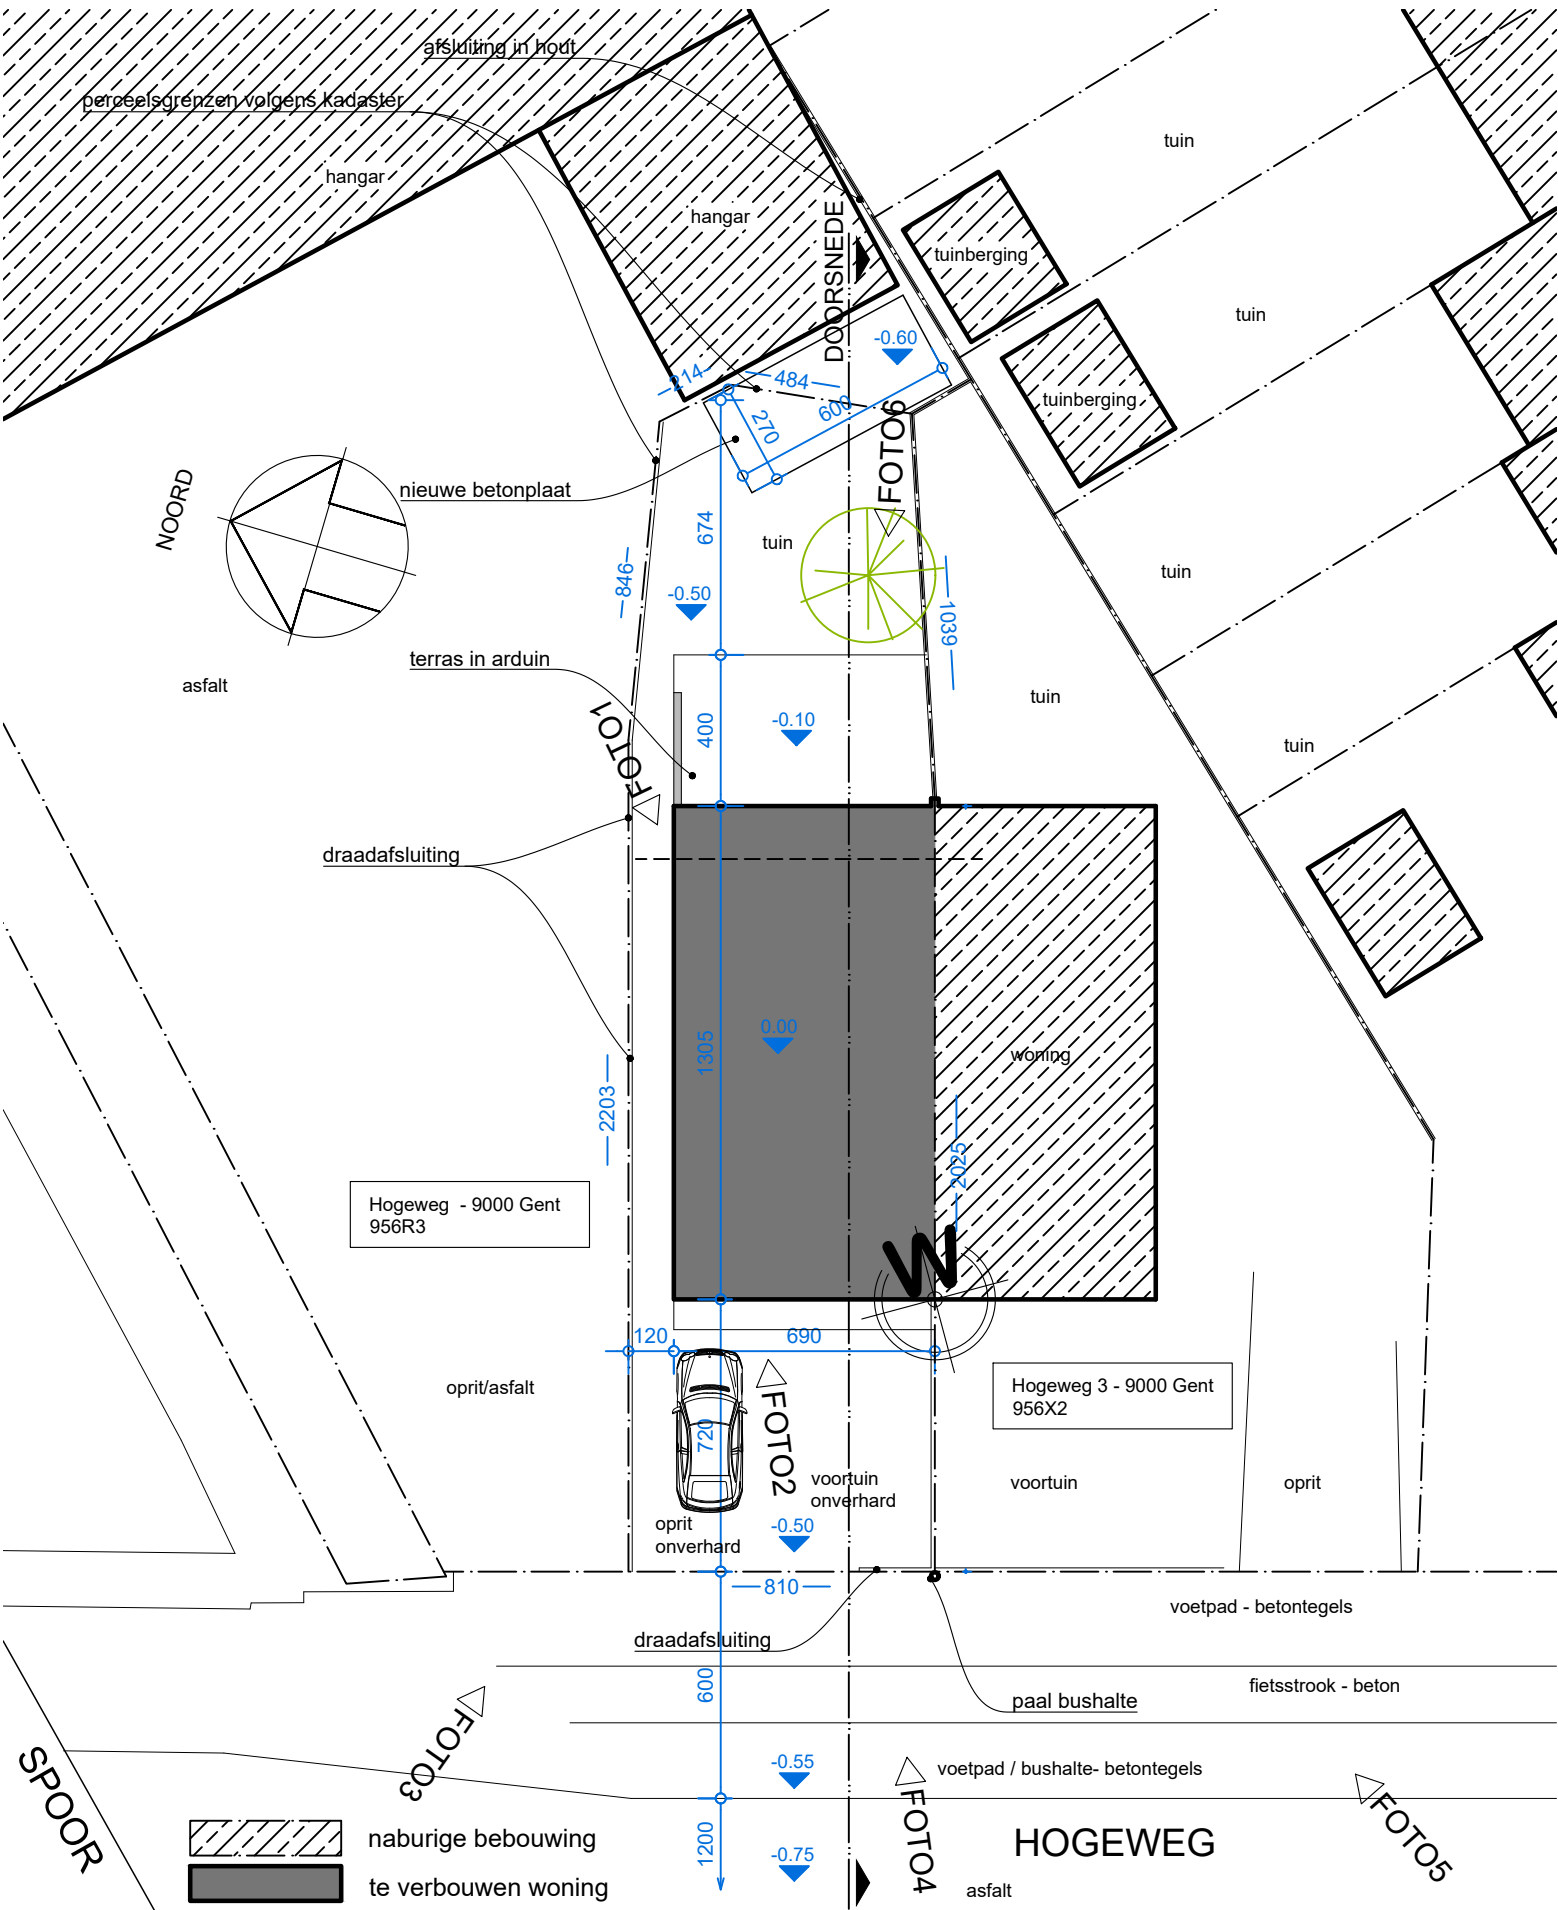 afsluiting in hout
perceelsgrenzen volgens kadaster
tuin
hangar
hangar
DOORSNEDE
tuinberging
tuin
-0.60
214
484
tuinberging
600
270
FOTO6
NOORD
nieuwe betonplaat
674
tuin
846
-0.50
tuin
1039
terras in arduin
asfalt
tuin
400
-0.10
FOTO1
tuin
draadafsluiting
0.00
1305
woning
2203
2025
Hogeweg - 9000 Gent
956R3
W
120
690
oprit/asfalt
Hogeweg 3 - 9000 Gent
956X2
720
FOTO2
voortuin
onverhard
voortuin
oprit
oprit
onverhard
-0.50
810
voetpad - betontegels
draadafsluiting
600
fietsstrook - beton
paal bushalte
FOTO3
-0.55
voetpad / bushalte- betontegels
SPOOR
naburige bebouwing
1200
FOTO4
HOGEWEG
FOTO5
-0.75
te verbouwen woning
asfalt